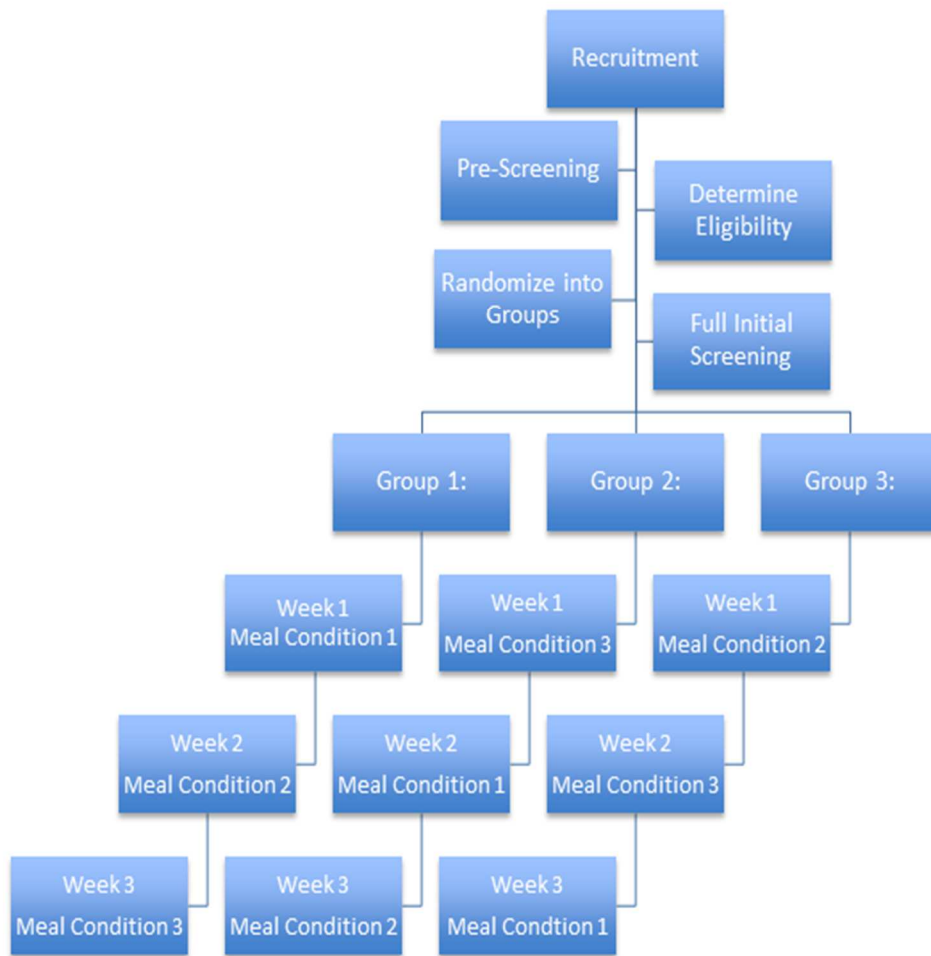 Recruitment
Pre-Screening
Determine
Eligibility
Randomize into
Groups
Full Initial
Screening
Group 1:
Group 2:
Group 3:
Week 1
Meal Condition 1
Week 1
Meal Condition 3
Week 1
Meal Condition 2
Week 2
Meal Condition 2
Week 2
Meal Condition 1
Week 2
Meal Condition 3
Week 3
Meal Condition 3
Week 3
Meal Condition 2
Week 3
Meal Condtion 1